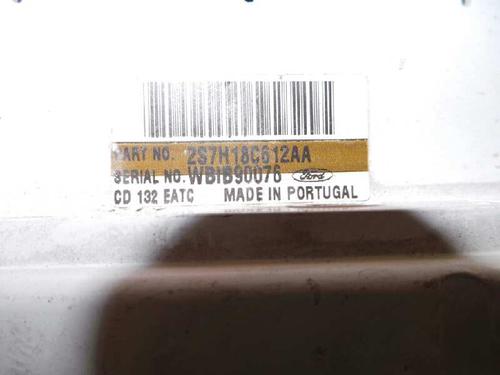 PART NO. 2S7H18C612AA
SERIAL NO. WBIB90076 Ford
CD 132 EATC MADE IN PORTUGAL